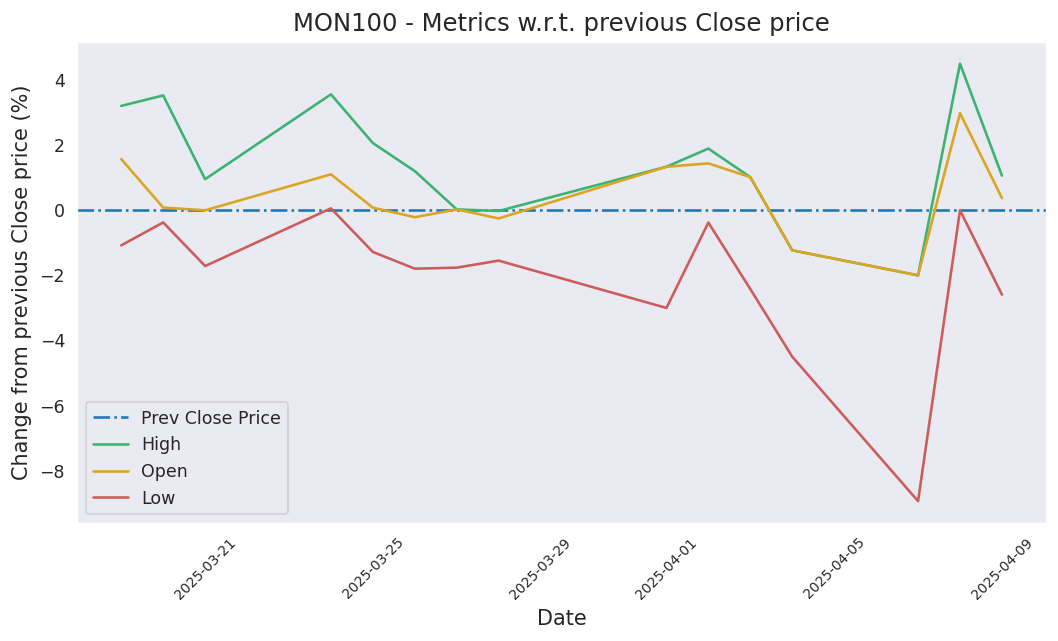 MON100 - Metrics w.r.t. previous Close price
Change from previous Close price (%)
4
2
0
−2
−4
−6
−8
Prev Close Price
High
Open
Low
2025-03-21
2025-03-25
2025-03-29
2025-04-01
2025-04-05
2025-04-09
Date